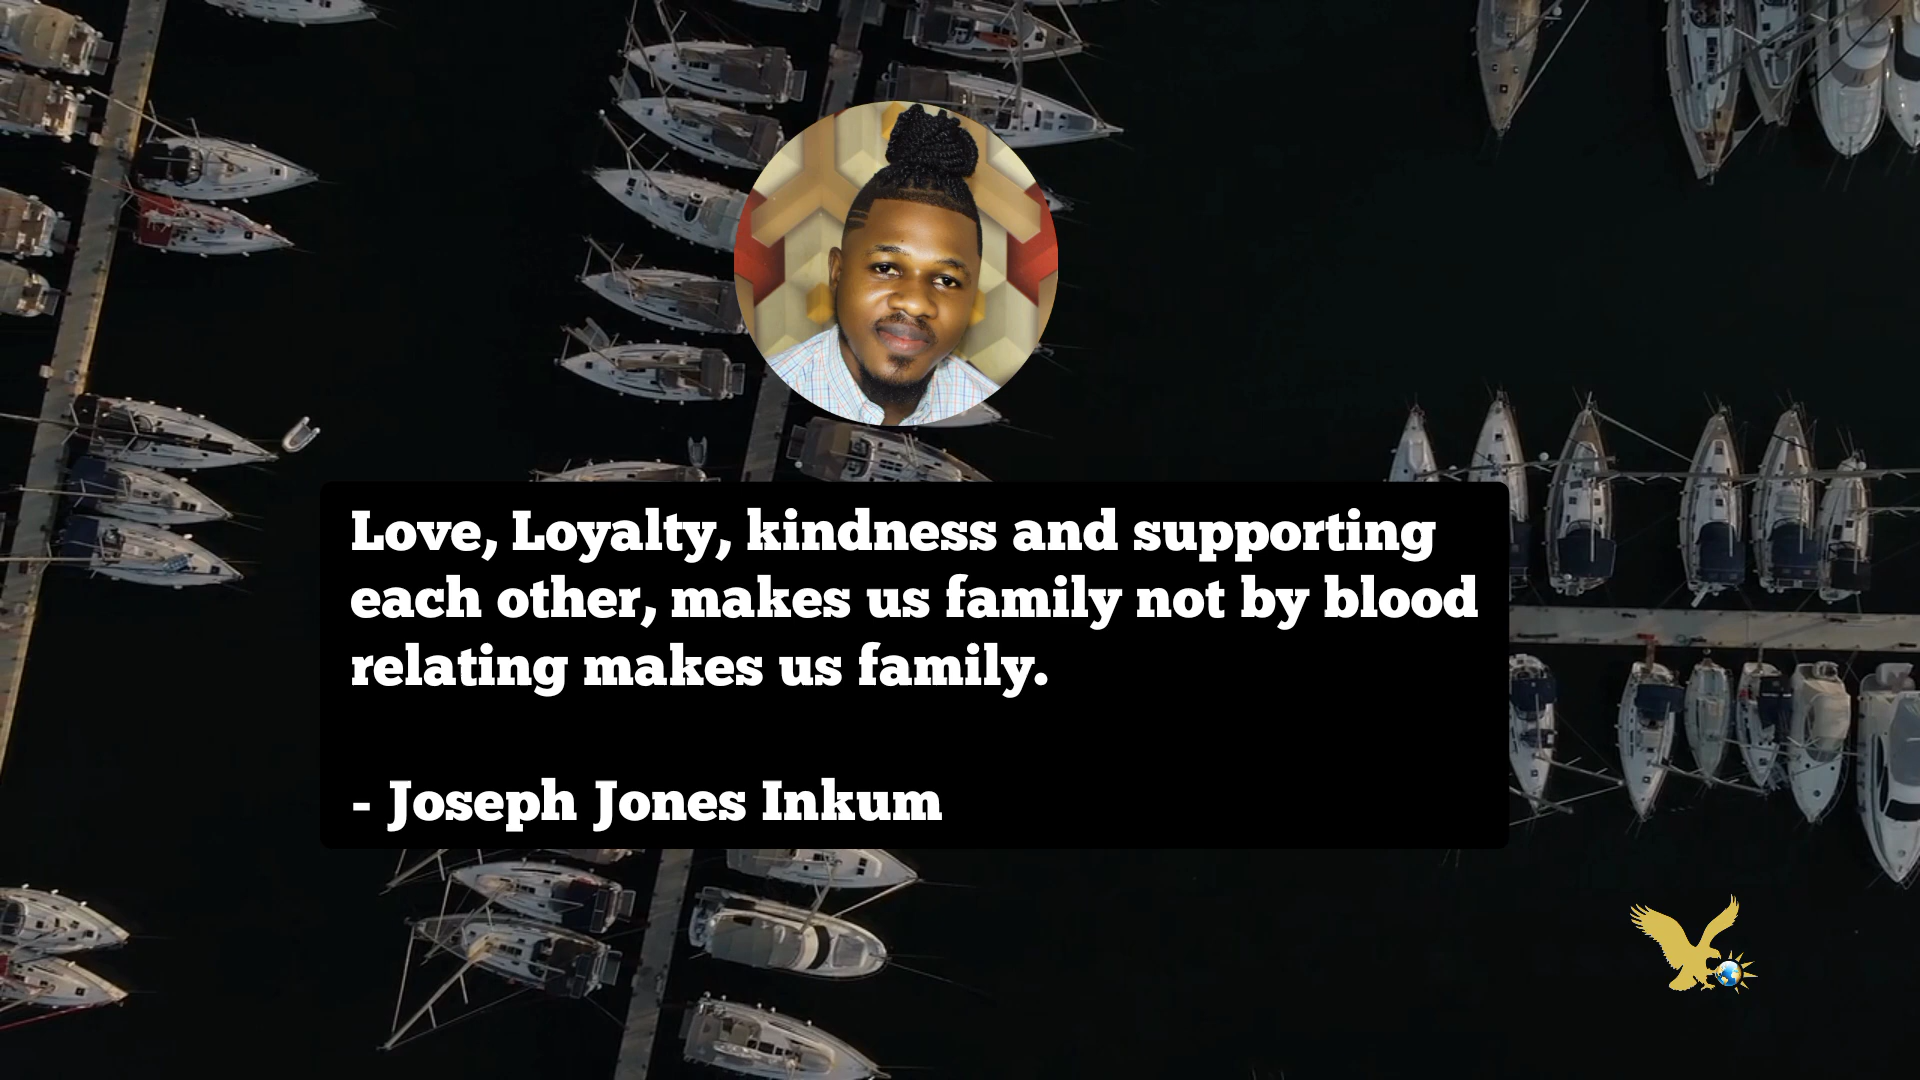 Love, Loyalty, kindness and supporting
each other, makes us family not by blood
relating makes us family.
- Joseph Jones Inkum